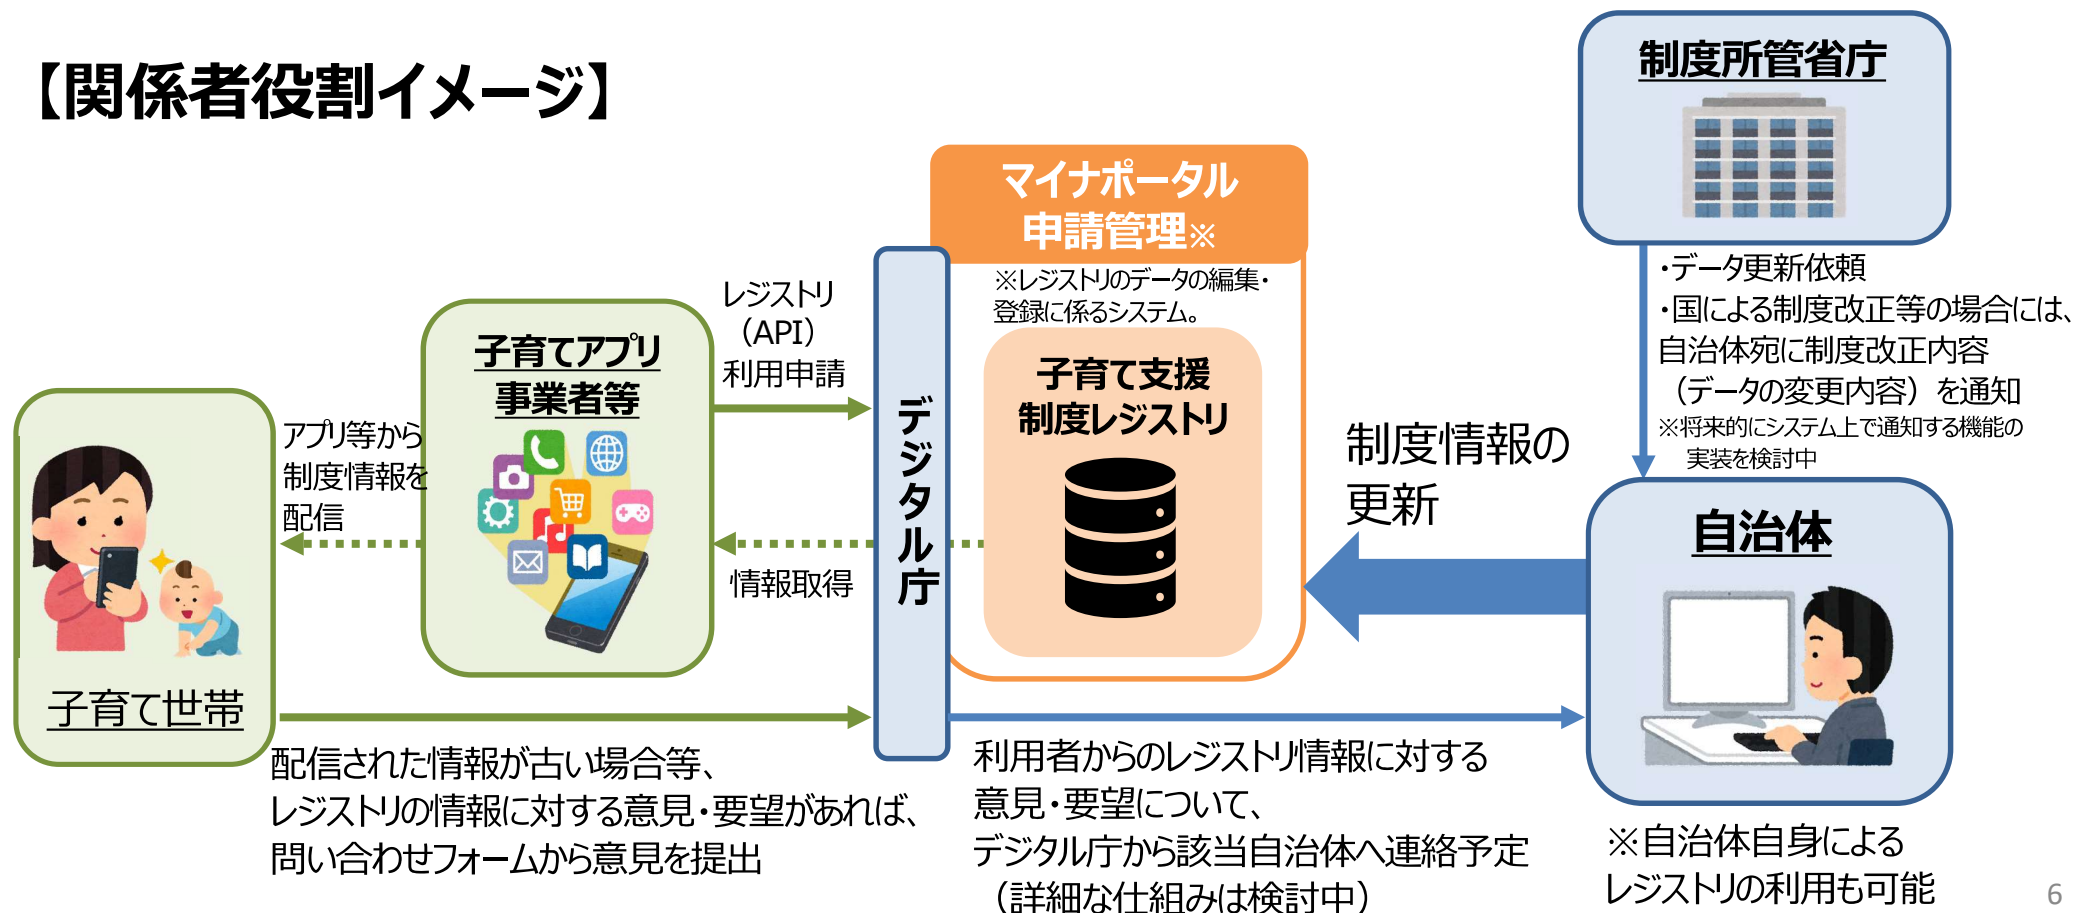 【関係者役割イメージ】
制度所管省庁
マイナポータル
申請管理※
※レジストリのデータの編集・
登録に係るシステム。
・データ更新依頼
・国による制度改正等の場合には、
自治体宛に制度改正内容
（データの変更内容）を通知
※将来的にシステム上で通知する機能の
実装を検討中
レジストリ
（API）
利用申請
子育てアプリ
事業者等
子育て支援
制度レジストリ
デジタル庁
アプリ等から
制度情報を
配信
情報取得
制度情報の
更新
自治体
子育て世帯
配信された情報が古い場合等、
レジストリの情報に対する意見・要望があれば、
問い合わせフォームから意見を提出
利用者からのレジストリ情報に対する
意見・要望について、
デジタル庁から該当自治体へ連絡予定
（詳細な仕組みは検討中）
※自治体自身による
レジストリの利用も可能
6